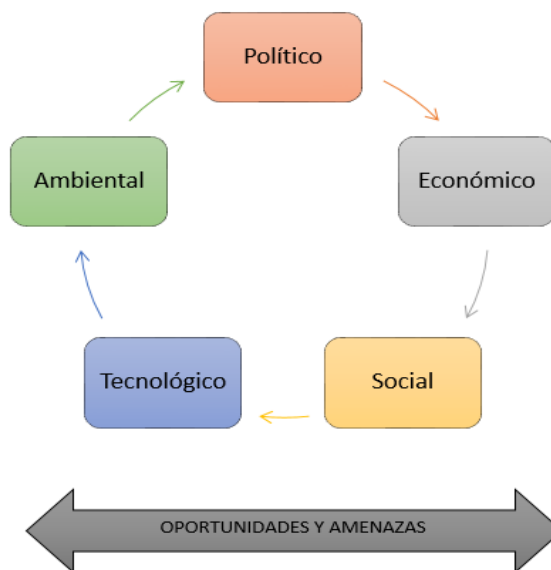 Político
Ambiental
Económico
Tecnológico
Social
OPORTUNIDADES Y AMENAZAS